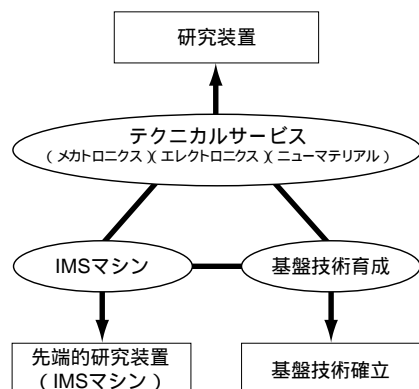 研究装置
テクニカルサービス
（メカトロニクス）（エレクトロニクス）（ニューマテリアル）
IMSマシン
基盤技術育成
先端的研究装置
（IMSマシン）
基盤技術確立